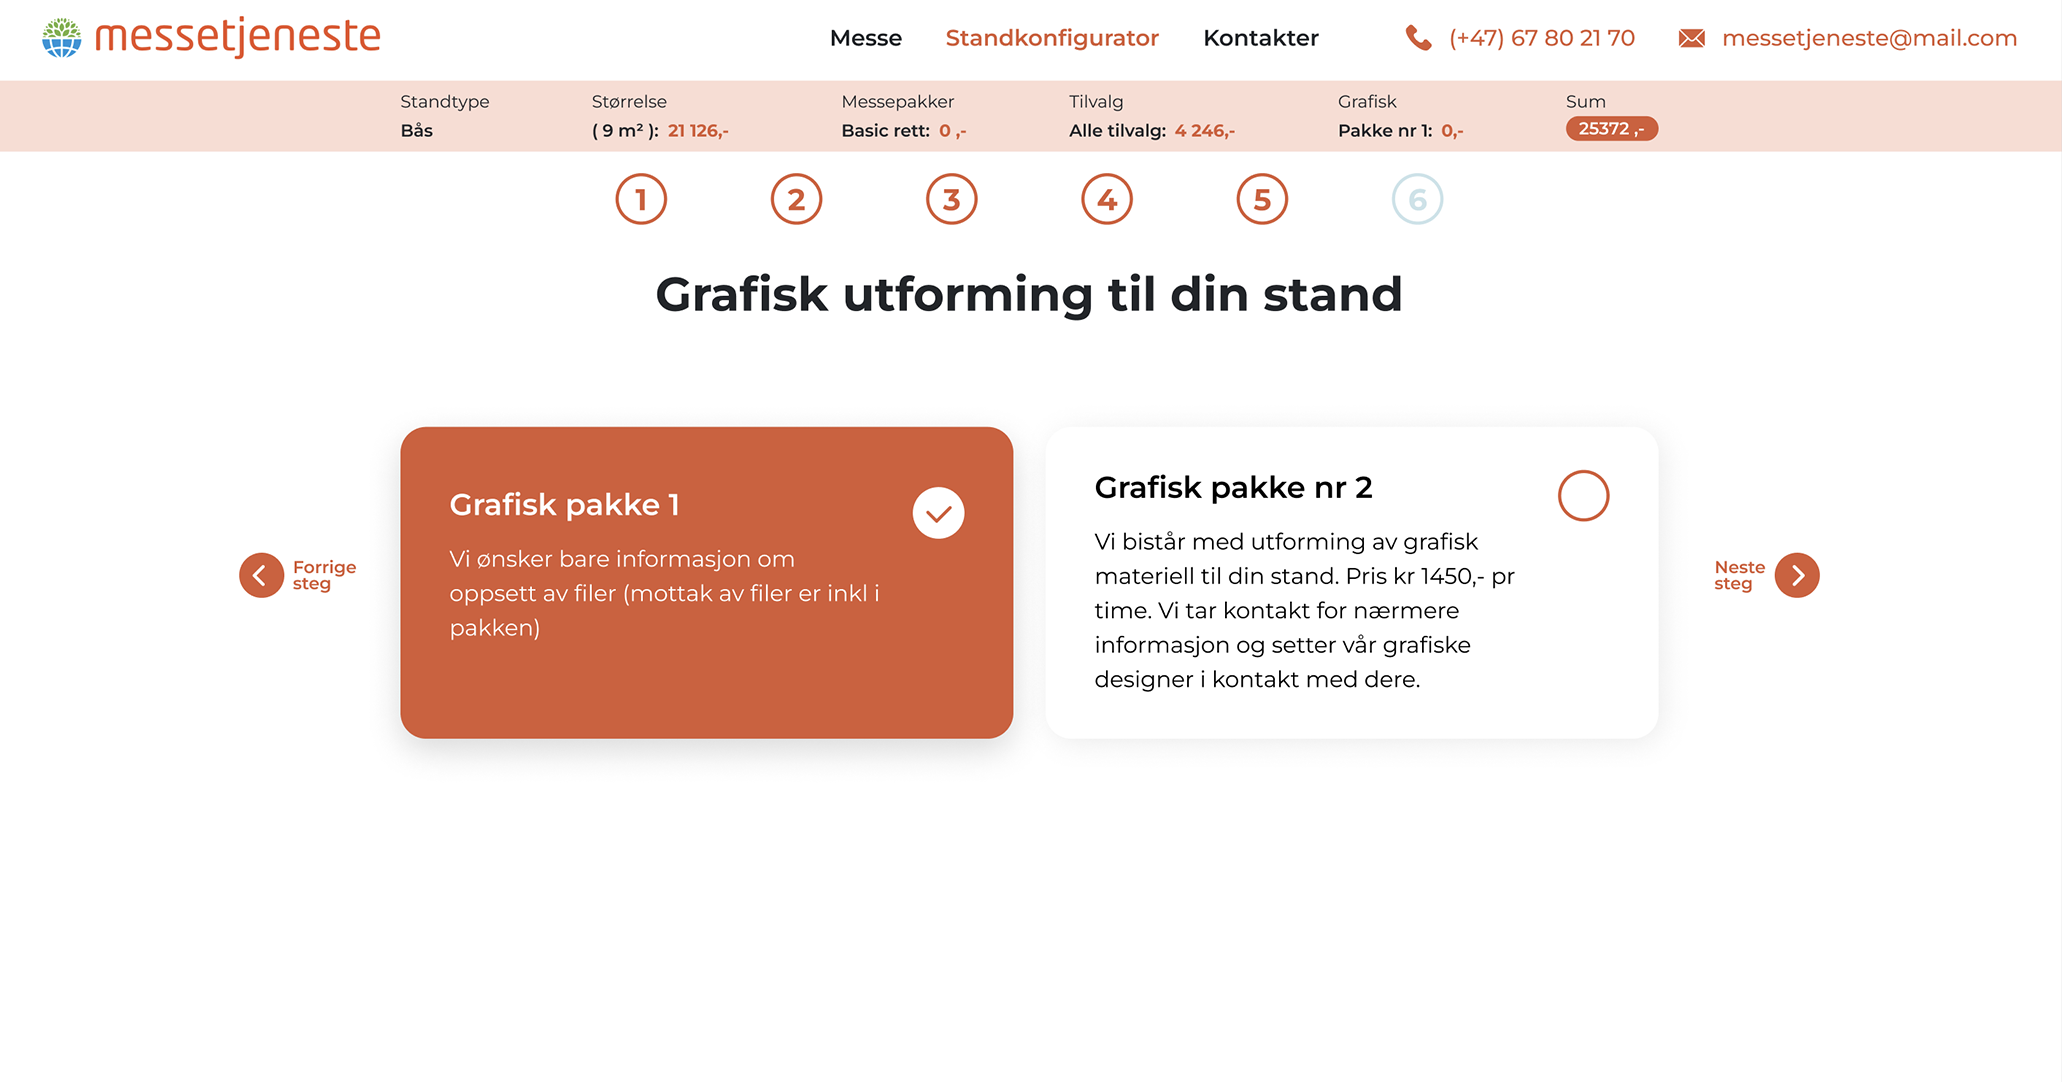 messetjeneste
Messe Standkonfigurator Kontakter (+47) 67 80 21 70 messetjeneste@mail.com
Standtype Størrelse Messepakker Tilvalg Grafisk Sum
Bås ( 9 m² ): 21 126,- Basic rett: 0 ,- Alle tilvalg: 4 246,- Pakke nr 1: 0,- 25372 ,-
1 2 3 4 5 6
Grafisk utforming til din stand
Forrige
steg
Grafisk pakke 1
Vi ønsker bare informasjon om
oppsett av filer (mottak av filer er inkl i
pakken)
Grafisk pakke nr 2
Vi bistår med utforming av grafisk
materiell til din stand. Pris kr 1450,- pr
time. Vi tar kontakt for nærmere
informasjon og setter vår grafiske
designer i kontakt med dere.
Neste
steg